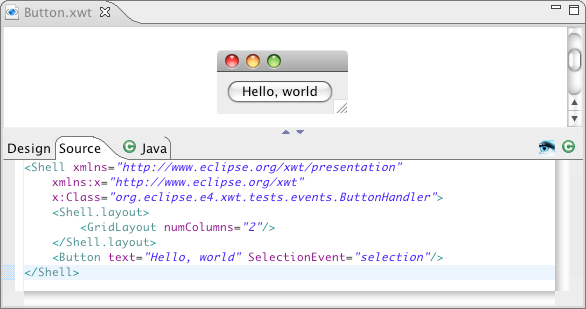 Button.xwt
Hello, world
Design Source Java
<Shell xmlns="http://www.eclipse.org/xwt/presentation"
xmlns:x="http://www.eclipse.org/xwt"
x:Class="org.eclipse.e4.xwt.tests.events.ButtonHandler">
<Shell.layout>
<GridLayout numColumns="2"/>
</Shell.layout>
<Button text="Hello, world" SelectionEvent="selection"/>
</Shell>